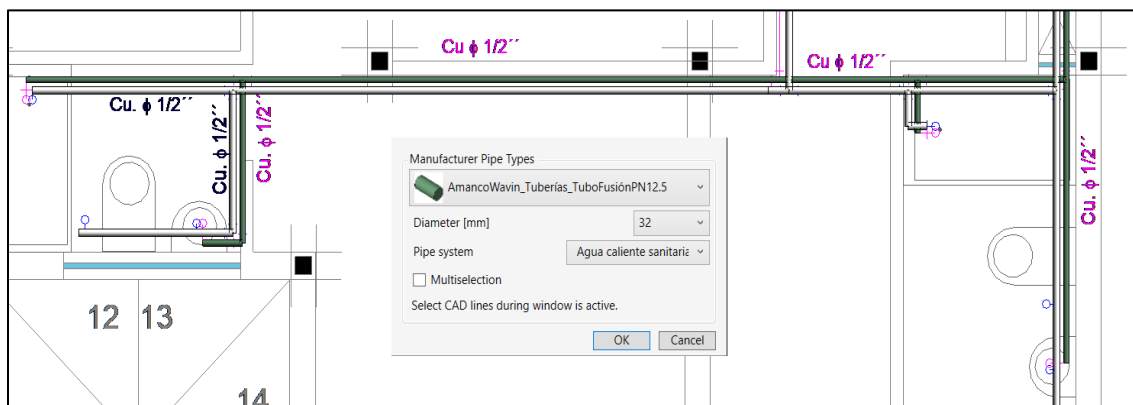 Cu ϕ 1/2´´
Cu ϕ 1/2´´
Cu. ϕ 1/2´´
Cu. ϕ 1/2´´
Cu. ϕ 1/2´´
Cu. ϕ 1/2´´
Manufacturer Pipe Types
AmancoWavin_Tuberías_TuboFusiónPN12.5
Diameter [mm] 32
Pipe system Agua caliente sanitaria
Multiselection
Select CAD lines during window is active.
OK Cancel
12 13
14